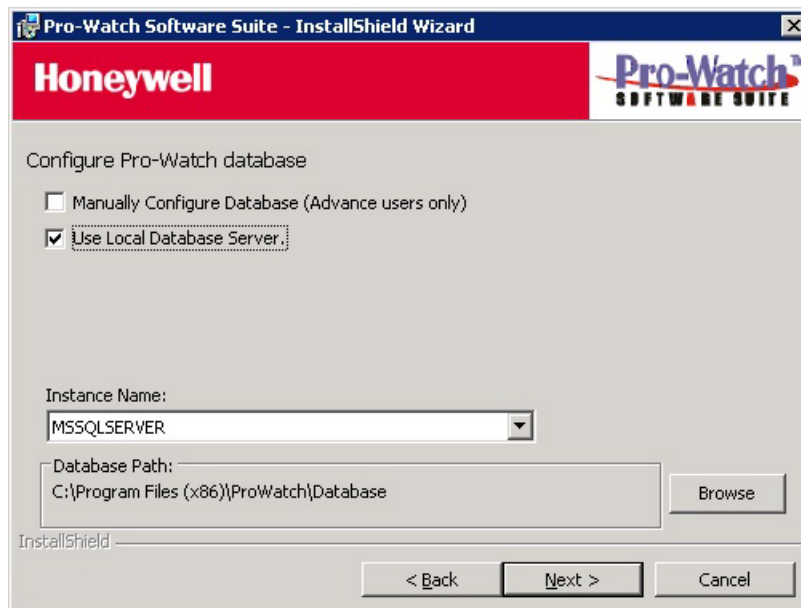 Pro-Watch Software Suite - InstallShield Wizard
Honeywell
Pro-Watch™
SOFTWARE SUITE
Configure Pro-Watch database
Manually Configure Database (Advance users only)
Use Local Database Server.
Instance Name:
MSSQLSERVER
Database Path:
C:\Program Files (x86)\ProWatch\Database
Browse
InstallShield
< Back
Next >
Cancel